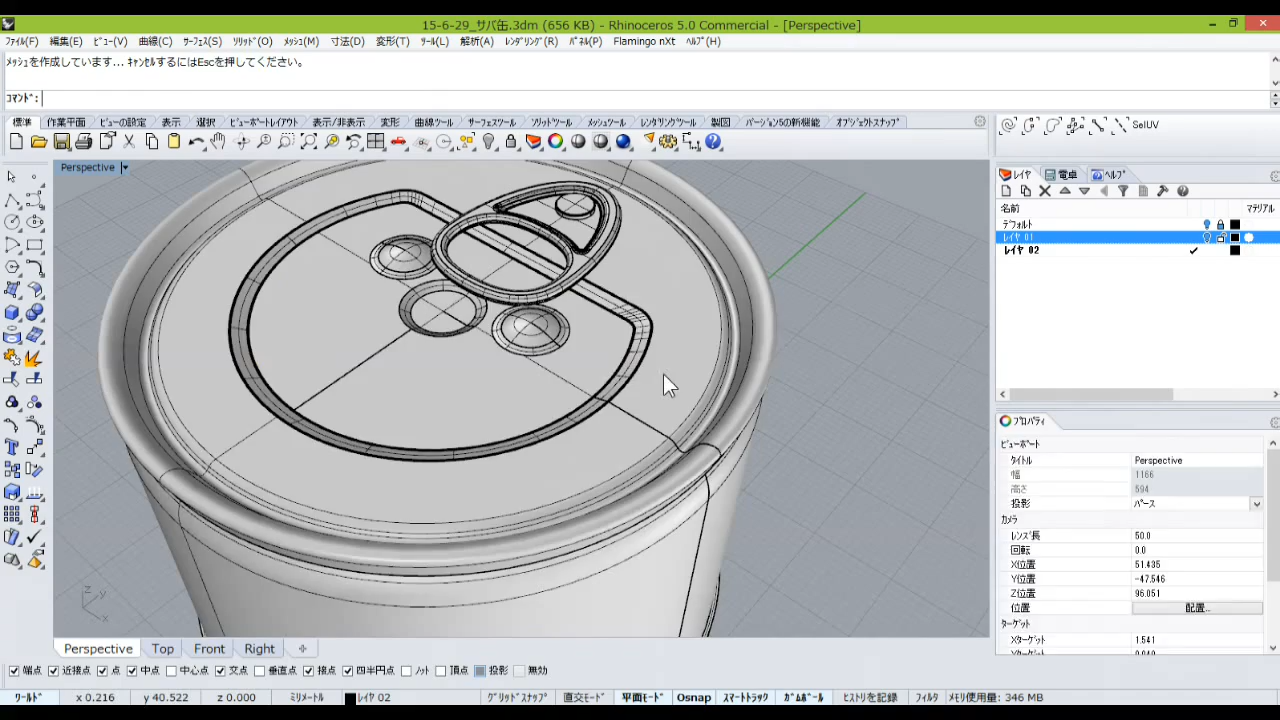 15-6-29_サバ缶.3dm (656 KB) - Rhinoceros 5.0 Commercial - [Perspective]
ﾌｧｲﾙ(F) 編集(E) ﾋﾞｭｰ(V) 曲線(C) ｻｰﾌｪｽ(S) ｿﾘｯﾄﾞ(O) ﾒｯｼｭ(M) 寸法(D) 変形(T) ﾂｰﾙ(L) 解析(A) ﾚﾝﾀﾞﾘﾝｸﾞ(R) ﾊﾟﾈﾙ(P) Flamingo nXt ﾍﾙﾌﾟ(H)
ﾒｯｼｭを作成しています... ｷｬﾝｾﾙするにはEscを押してください。
ｺﾏﾝﾄﾞ:
標準 作業平面 ビューの設定 表示 選択 ﾋﾞｭｰﾎﾟｰﾄﾚｲｱｳﾄ 表示/非表示 変形 曲線ツール ｻｰﾌｪｽﾂｰﾙ ｿﾘｯﾄﾞﾂｰﾙ ﾒｯｼｭﾂｰﾙ ﾚﾝﾀﾞﾘﾝｸﾞﾂｰﾙ 製図 ﾊﾞｰｼﾞｮﾝ5の新機能 ｵﾌﾞｼﾞｪｸﾄｽﾅｯﾌﾟ
SelUV
Perspective
ﾚｲﾔ 電卓 ﾍﾙﾌﾟ
名前 マテリアル
デフォルト
レイヤ 01
レイヤ 02
プロパティ
ビューポート
タイトル Perspective
幅 1166
高さ 594
投影 パース
カメラ
レンズ長 50.0
回転 0.0
X位置 51.435
Y位置 -47.546
Z位置 96.051
位置 配置...
ターゲット
Xターゲット 1.541
z y x
Perspective Top Front Right
端点 近接点 点 中点 中心点 交点 垂直点 接点 四半円点 ノット 頂点 投影 無効
ワールド x 0.216 y 40.522 z 0.000 ミリメートル レイヤ 02 ｸﾞﾘｯﾄﾞｽﾅｯﾌﾟ 直交ﾓｰﾄﾞ 平面ﾓｰﾄﾞ Osnap ｽﾏｰﾄﾄﾗｯｸ ｶﾞﾑﾎﾞｰﾙ ﾋｽﾄﾘを記録 フィルタ ﾒﾓﾘ使用量: 346 MB